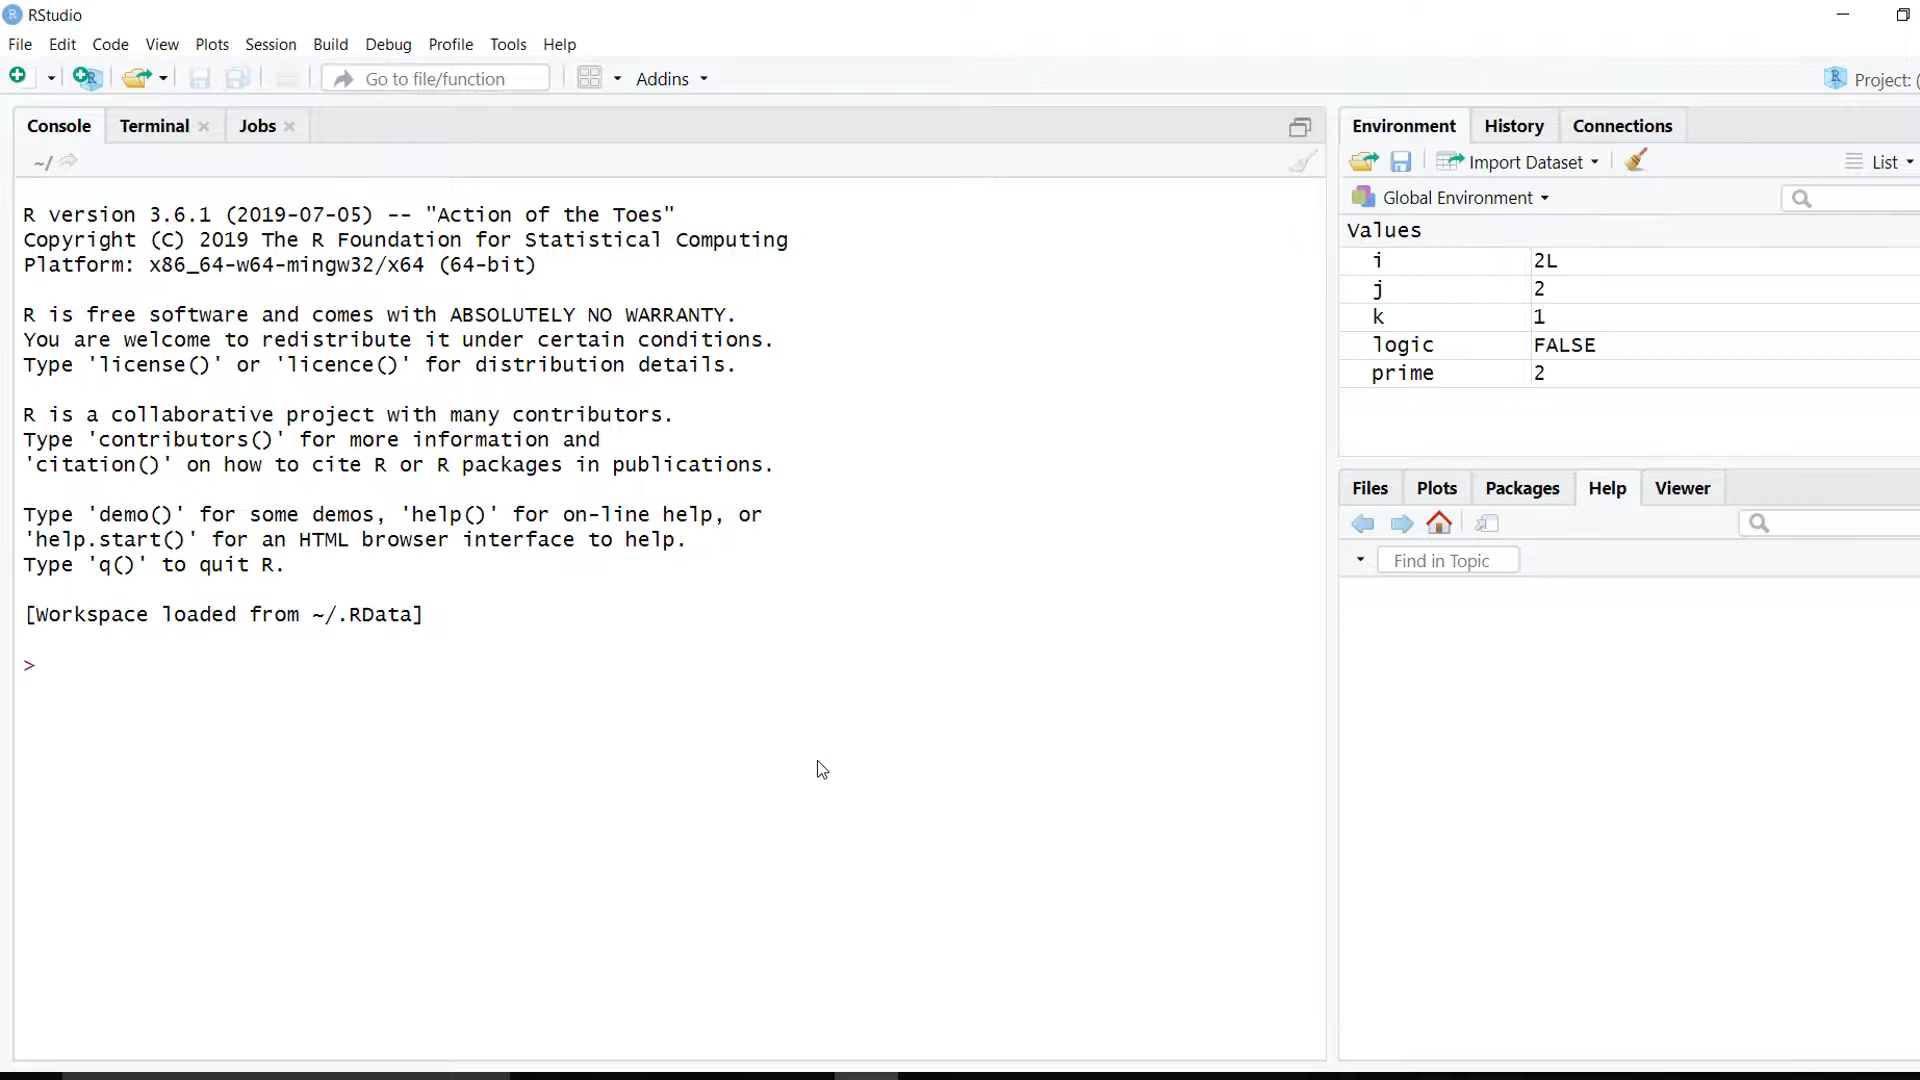 RStudio
File Edit Code View Plots Session Build Debug Profile Tools Help
Go to file/function Addins Project: (
Console Terminal Jobs
~/
R version 3.6.1 (2019-07-05) -- "Action of the Toes"
Copyright (C) 2019 The R Foundation for Statistical Computing
Platform: x86_64-w64-mingw32/x64 (64-bit)
R is free software and comes with ABSOLUTELY NO WARRANTY.
You are welcome to redistribute it under certain conditions.
Type 'license()' or 'licence()' for distribution details.
R is a collaborative project with many contributors.
Type 'contributors()' for more information and
'citation()' on how to cite R or R packages in publications.
Type 'demo()' for some demos, 'help()' for on-line help, or
'help.start()' for an HTML browser interface to help.
Type 'q()' to quit R.
[Workspace loaded from ~/.RData]
>
Environment History Connections
Import Dataset List
Global Environment
Values
i 2L
j 2
k 1
logic FALSE
prime 2
Files Plots Packages Help Viewer
Find in Topic